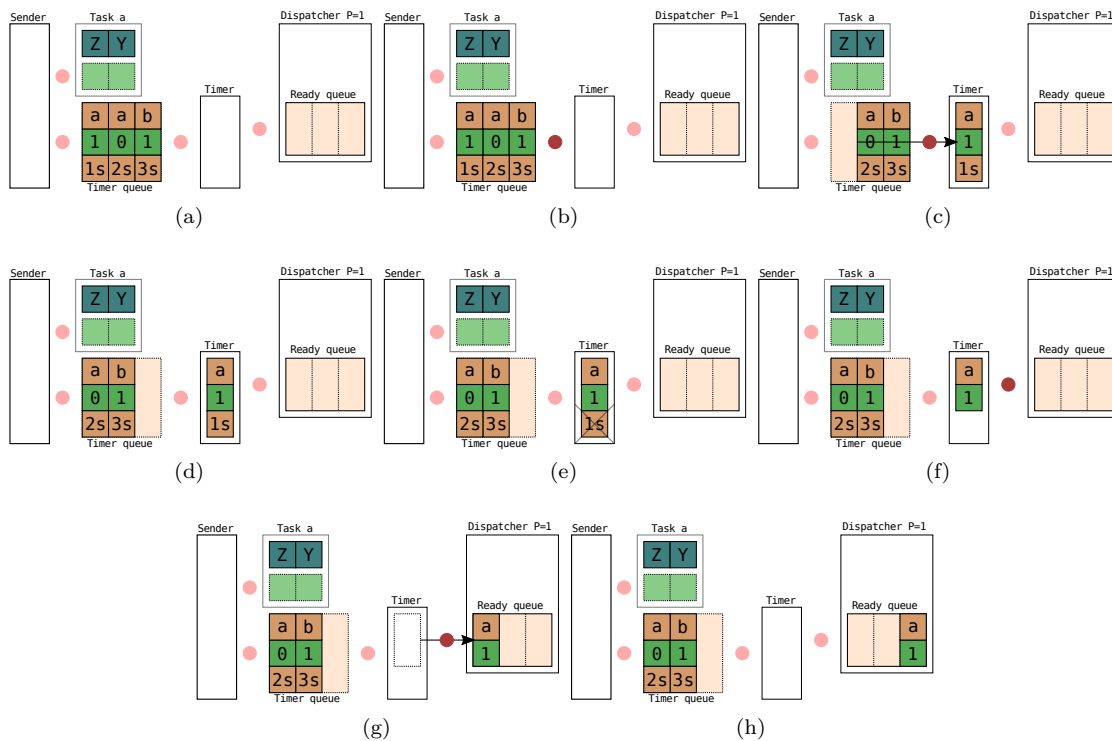 Sender Task a Dispatcher P=1 Sender Task a Dispatcher P=1 Sender Task a Dispatcher P=1
Z Y Z Y Z Y
Timer Timer Timer
Ready queue Ready queue Ready queue
a a b a a b a b a
1 0 1 1 0 1 0 1 1
1s 2s 3s 1s 2s 3s 2s 3s 1s
Timer queue Timer queue Timer queue
(a) (b) (c)
Sender Task a Dispatcher P=1 Sender Task a Dispatcher P=1 Sender Task a Dispatcher P=1
Z Y Z Y Z Y
Timer Timer Timer
Ready queue Ready queue Ready queue
a b a a b a a b a
0 1 1 0 1 1 0 1 1
2s 3s 1s 2s 3s 1s 2s 3s
Timer queue Timer queue Timer queue
(d) (e) (f)
Sender Task a Dispatcher P=1 Sender Task a Dispatcher P=1
Z Y Z Y
Timer Timer
Ready queue Ready queue
a b a a b a
0 1 1 0 1 1
2s 3s 2s 3s
Timer queue Timer queue
(g) (h)